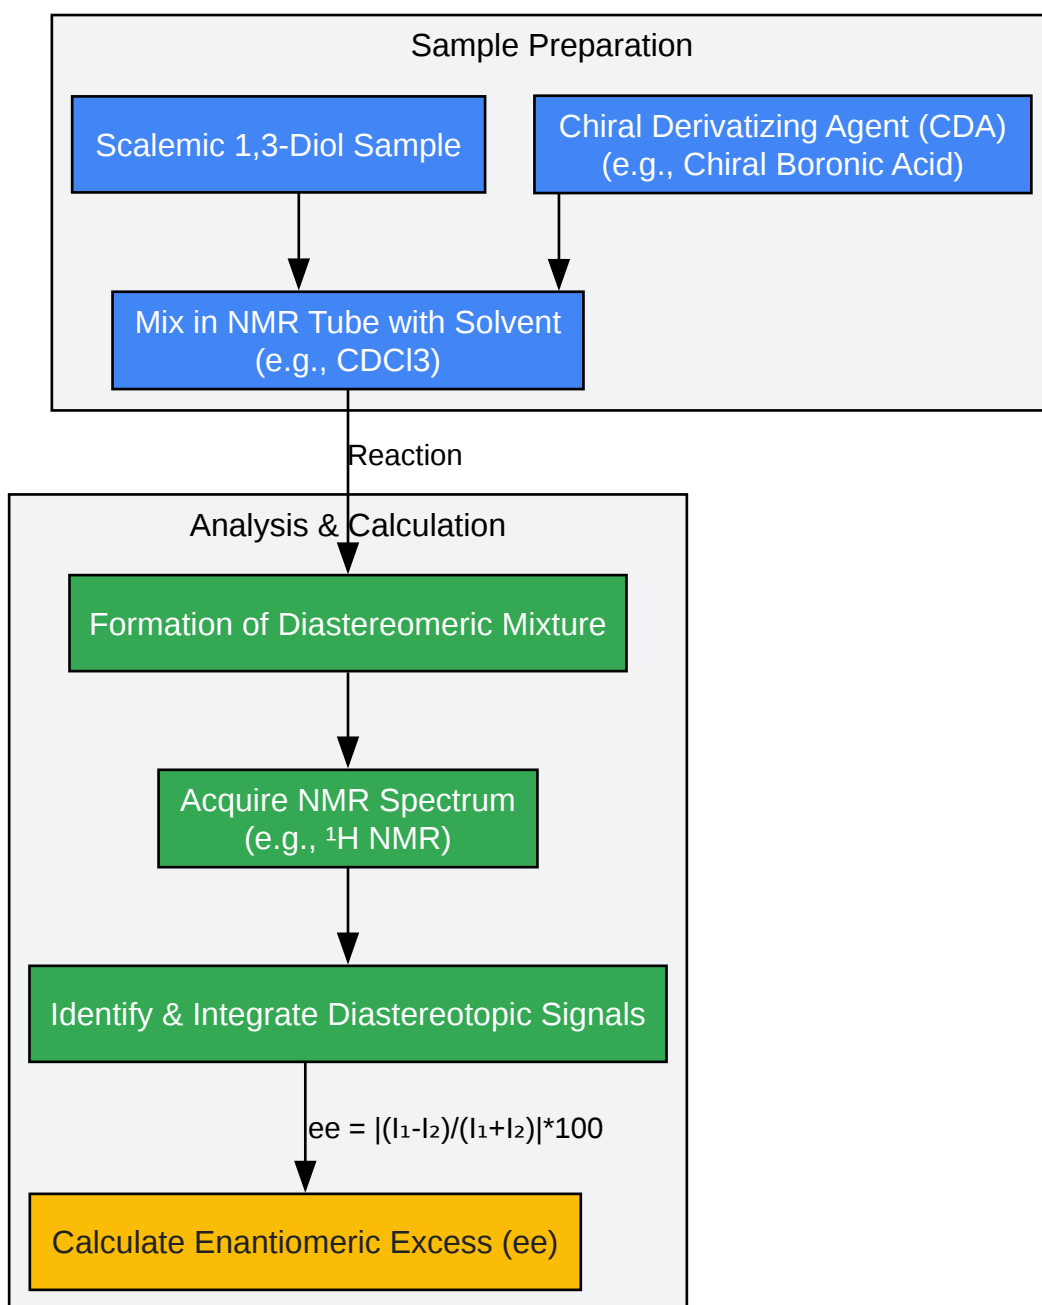 Sample Preparation
Scalemic 1,3-Diol Sample
Chiral Derivatizing Agent (CDA)
(e.g., Chiral Boronic Acid)
Mix in NMR Tube with Solvent
(e.g., CDCl3)
Reaction
Analysis & Calculation
Formation of Diastereomeric Mixture
Acquire NMR Spectrum
(e.g., ¹H NMR)
Identify & Integrate Diastereotopic Signals
ee = |(I₁-I₂)/(I₁+I₂)|*100
Calculate Enantiomeric Excess (ee)